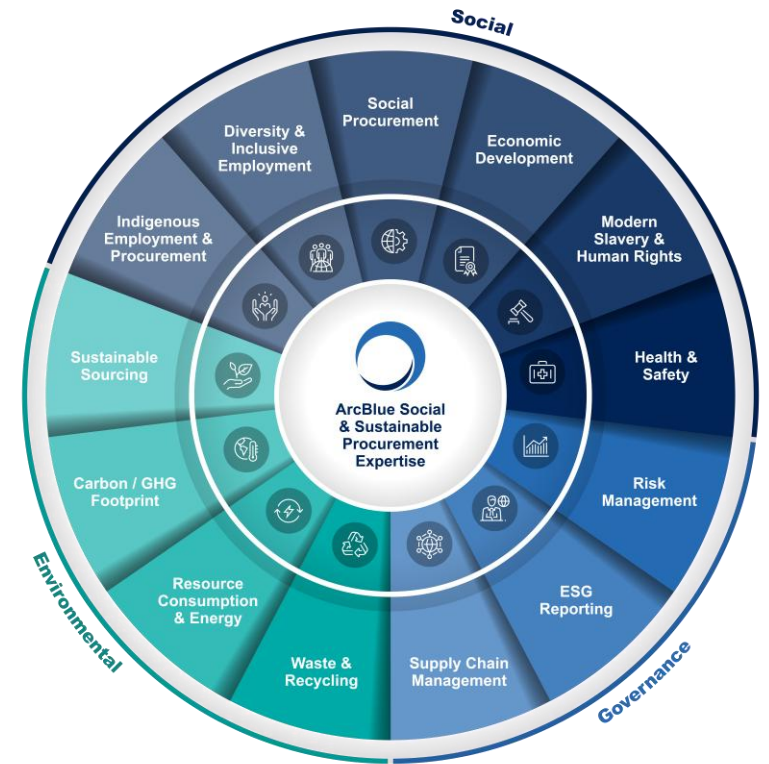 Social
Social
Procurement
Economic
Development
Modern
Slavery &
Human Rights
Health &
Safety
Risk
Management
ESG
Reporting
Supply Chain
Management
Waste &
Recycling
Resource
Consumption
& Energy
Carbon / GHG
Footprint
Sustainable
Sourcing
Indigenous
Employment &
Procurement
Diversity &
Inclusive
Employment
ArcBlue Social
& Sustainable
Procurement
Expertise
Governance
Environmental